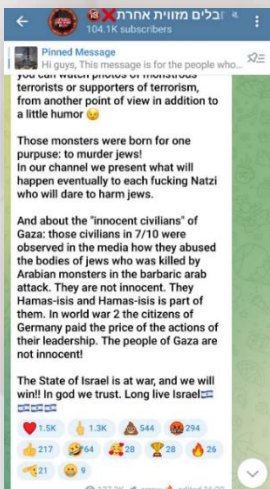 חבלים מזווית אחרת
104.1K subscribers
Pinned Message
Hi guys, This message is for the people who...
you can watch photos of monstrous
terrorists or supporters of terrorism,
from another point of view in addition to
a little humor
Those monsters were born for one
purpuse: to murder jews!
In our channel we present what will
happen eventually to each fucking Natzi
who will dare to harm jews.
And about the "innocent civilians" of
Gaza: those civilians in 7/10 were
observed in the media how they abused
the bodies of jews who was killed by
Arabian monsters in the barbaric arab
attack. They are not innocent. They
Hamas-isis and Hamas-isis is part of
them. In world war 2 the citizens of
Germany paid the price of the actions of
their leadership. The people of Gaza are
not innocent!
The State of Israel is at war, and we will
win!! In god we trust. Long live Israel
1.5K 1.3K 544 294
217 64 28 28 26
21 9